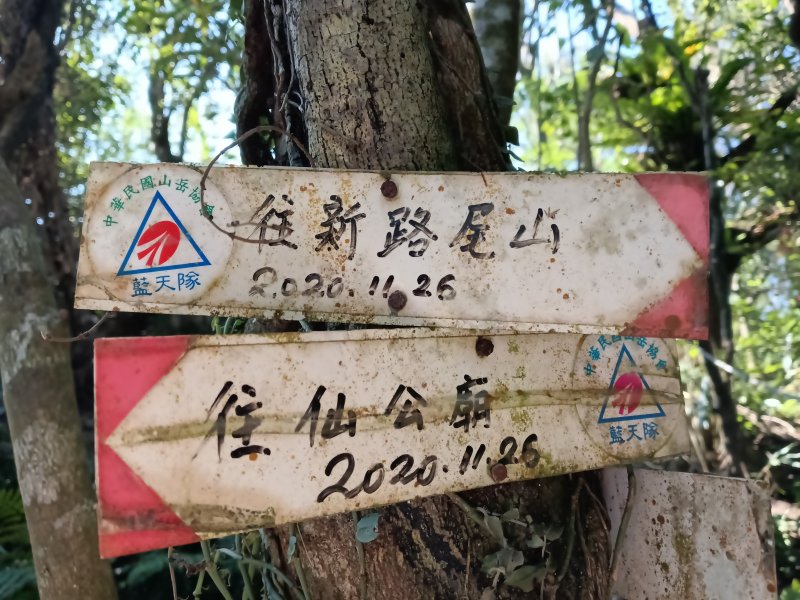 中華民國山岳協會
藍天隊
往新路尾山
2020.11.26
往仙公廟
2020.11.26
中華民國山岳協會
藍天隊